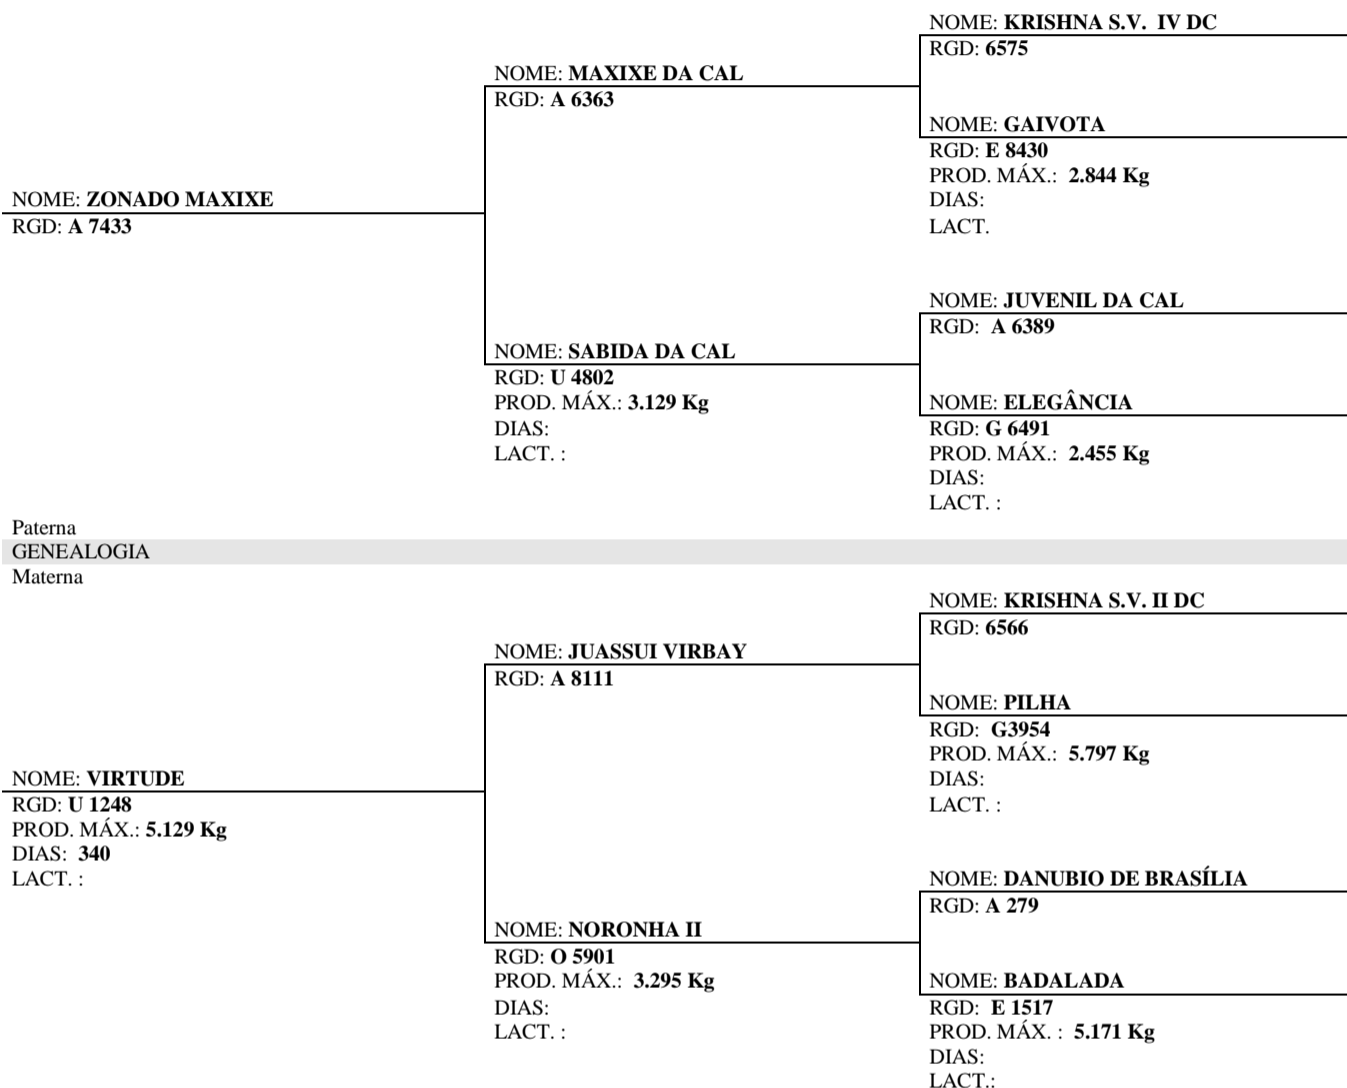 NOME: KRISHNA S.V. IV DC
RGD: 6575
NOME: MAXIXE DA CAL
RGD: A 6363
NOME: GAIVOTA
RGD: E 8430
PROD. MÁX.: 2.844 Kg
DIAS:
LACT.
NOME: ZONADO MAXIXE
RGD: A 7433
NOME: JUVENIL DA CAL
RGD: A 6389
NOME: SABIDA DA CAL
RGD: U 4802
PROD. MÁX.: 3.129 Kg
DIAS:
LACT. :
NOME: ELEGÂNCIA
RGD: G 6491
PROD. MÁX.: 2.455 Kg
DIAS:
LACT. :
Paterna
GENEALOGIA
Materna
NOME: KRISHNA S.V. II DC
RGD: 6566
NOME: JUASSUI VIRBAY
RGD: A 8111
NOME: PILHA
RGD: G3954
PROD. MÁX.: 5.797 Kg
DIAS:
LACT. :
NOME: VIRTUDE
RGD: U 1248
PROD. MÁX.: 5.129 Kg
DIAS: 340
LACT. :
NOME: DANUBIO DE BRASÍLIA
RGD: A 279
NOME: NORONHA II
RGD: O 5901
PROD. MÁX.: 3.295 Kg
DIAS:
LACT. :
NOME: BADALADA
RGD: E 1517
PROD. MÁX. : 5.171 Kg
DIAS:
LACT.: